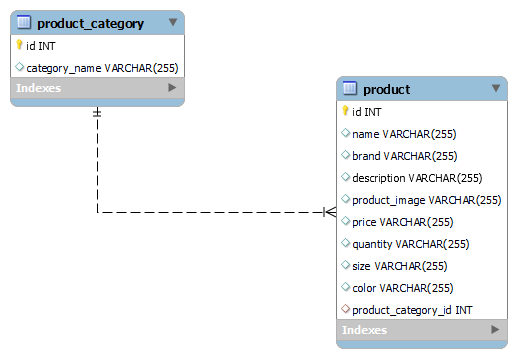 product_category
id INT
category_name VARCHAR(255)
Indexes
product
id INT
name VARCHAR(255)
brand VARCHAR(255)
description VARCHAR(255)
product_image VARCHAR(255)
price VARCHAR(255)
quantity VARCHAR(255)
size VARCHAR(255)
color VARCHAR(255)
product_category_id INT
Indexes